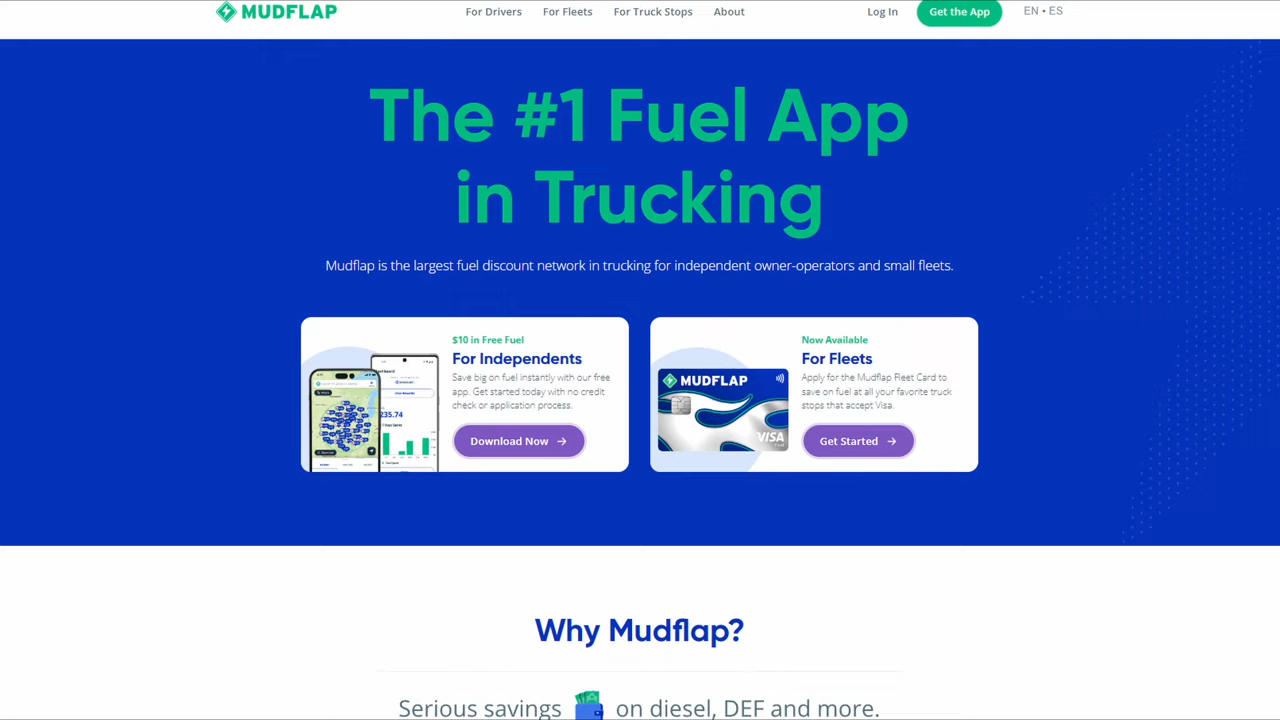 MUDFLAP
For Drivers
For Fleets
For Truck Stops
About
Log In
Get the App
EN • ES
The #1 Fuel App
in Trucking
Mudflap is the largest fuel discount network in trucking for independent owner-operators and small fleets.
$10 in Free Fuel
For Independents
Save big on fuel instantly with our free
app. Get started today with no credit
check or application process.
Download Now
235.74
Now Available
For Fleets
Apply for the Mudflap Fleet Card to
save on fuel at all your favorite truck
stops that accept Visa.
Get Started
MUDFLAP
VISA
Why Mudflap?
Serious savings on diesel, DEF and more.